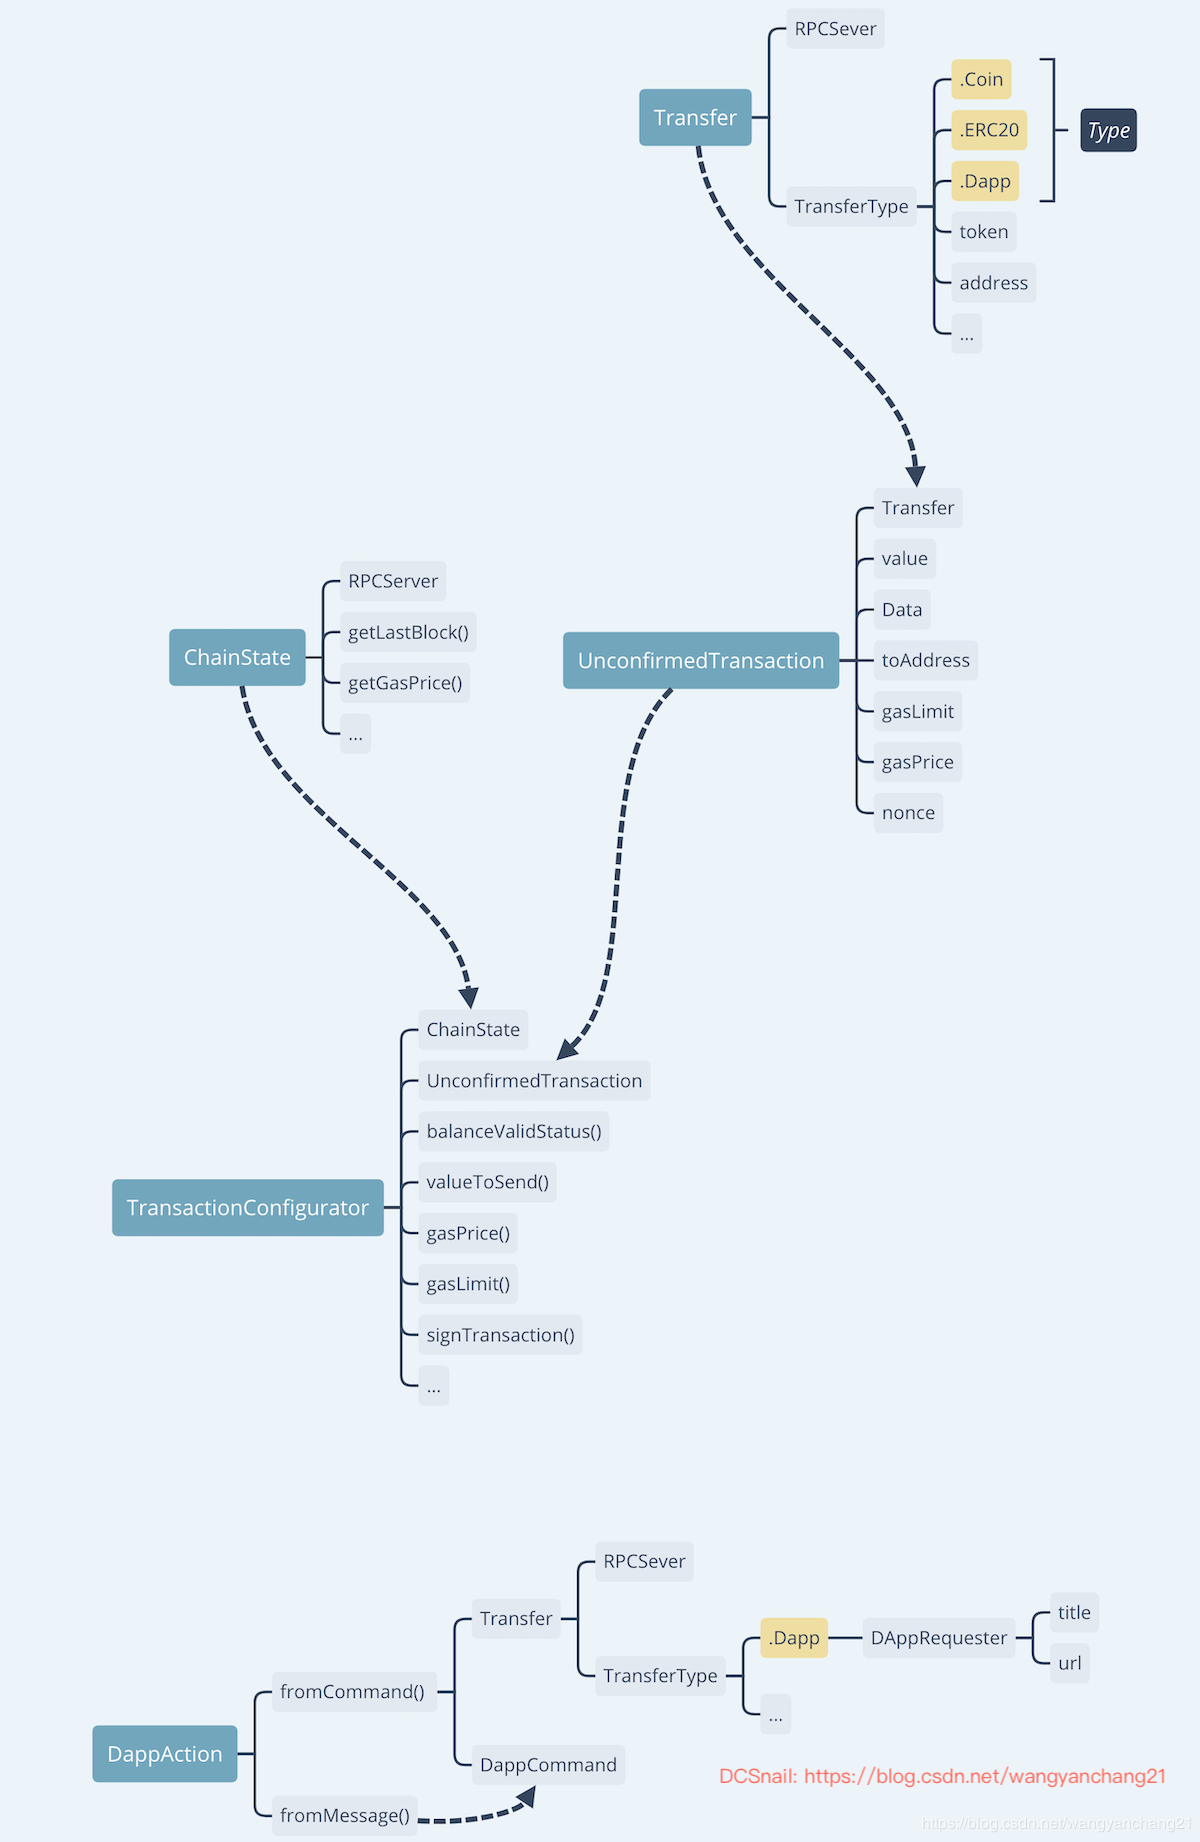 RPCSever
Transfer
TransferType
.Coin
.ERC20
.Dapp
token
address
...
Type
Transfer
value
Data
toAddress
gasLimit
gasPrice
nonce
UnconfirmedTransaction
ChainState
RPCServer
getLastBlock()
getGasPrice()
...
ChainState
UnconfirmedTransaction
balanceValidStatus()
valueToSend()
TransactionConfigurator
gasPrice()
gasLimit()
signTransaction()
...
RPCSever
Transfer
TransferType
.Dapp
DAppRequester
title
url
...
fromCommand()
DappAction
DappCommand
fromMessage()
DCSnail: https://blog.csdn.net/wangyanchang21
https://blog.csdn.net/wangyanchang21